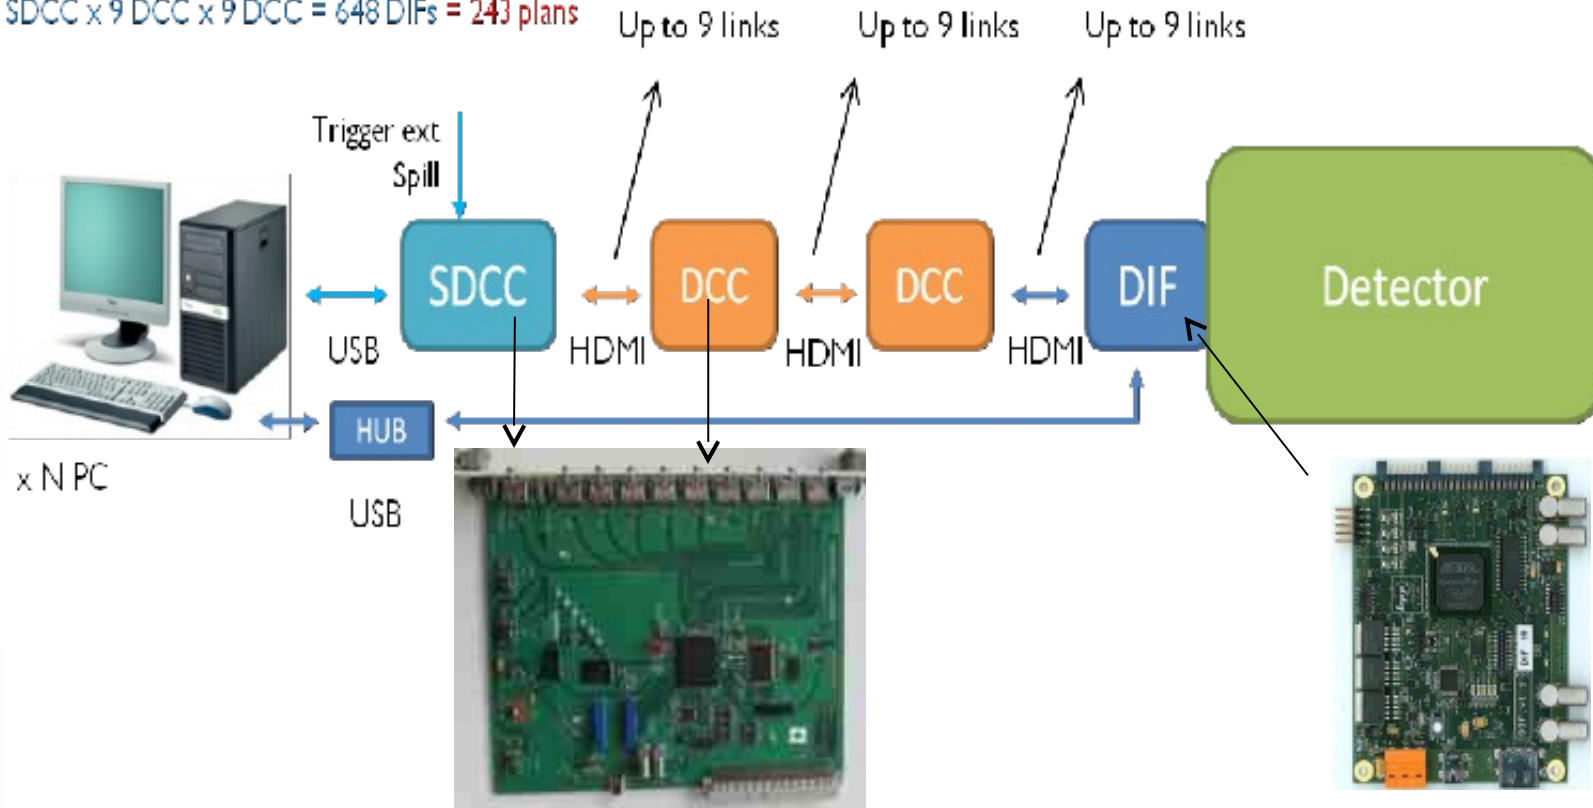 SDCC x 9 DCC x 9 DCC = 648 DIFs = 243 plans
Up to 9 links
Up to 9 links
Up to 9 links
Trigger ext
Spill
SDCC
DCC
DCC
DIF
Detector
USB
HDMI
HDMI
HDMI
HUB
x N PC
USB
DIF